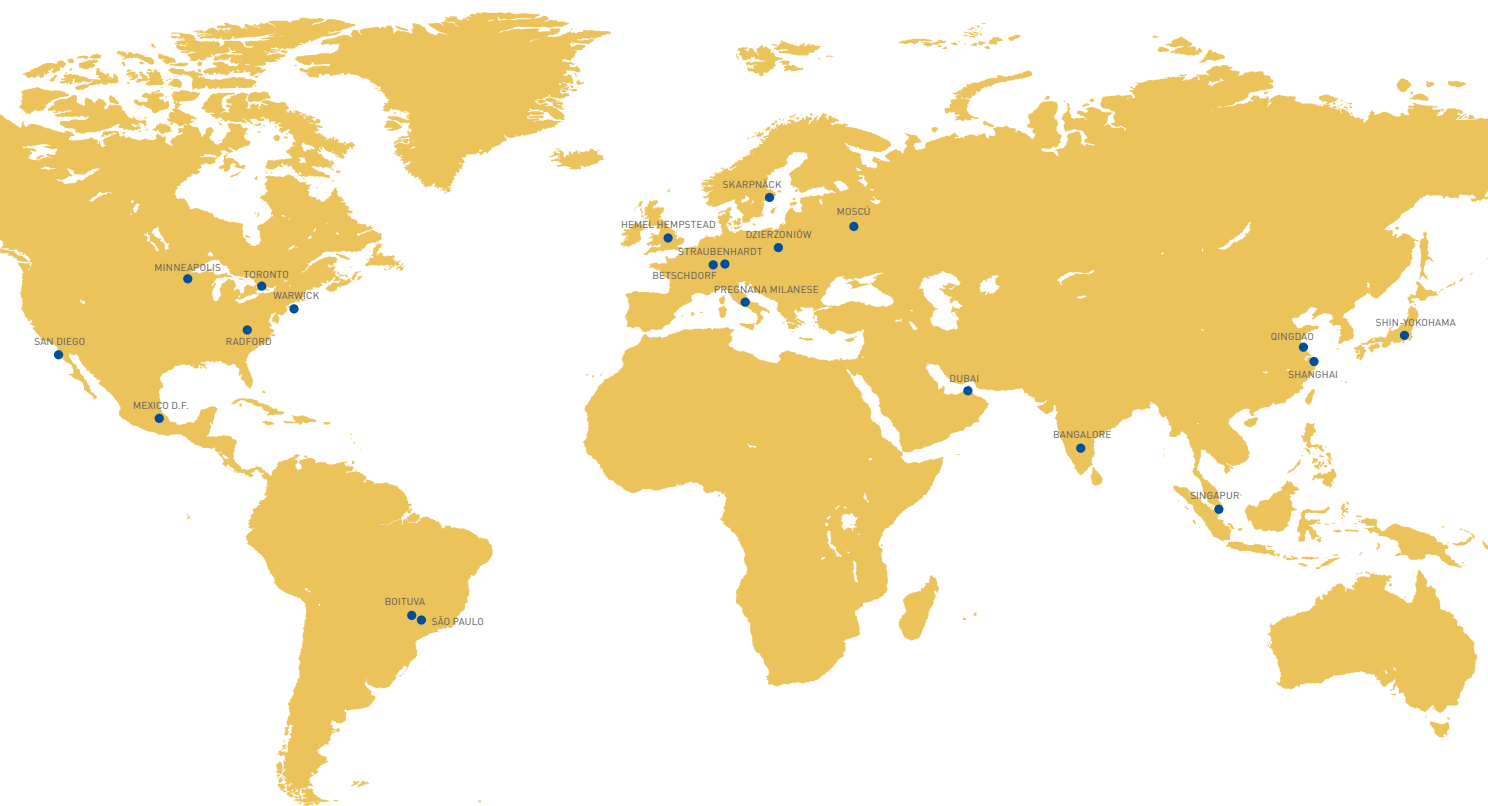 SKARPNÄCK
MOSCÚ
HEMEL HEMPSTEAD
DZIERŻONIÓW
STRAUBENHARDT
BETSCHDORF
PREGNANA MILANESE
MINNEAPOLIS
TORONTO
WARWICK
RADFORD
SAN DIEGO
MEXICO D.F.
SHIN-YOKOHAMA
QINGDAO
SHANGHAI
DUBAI
BANGALORE
SINGAPUR
BOITUVA
SÃO PAULO